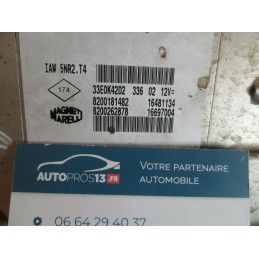 IAW 5NR2.T4
174
33E0K42D2 336 02 12V=
8200181482 16481134
8200262878 16697004
MAGNETI
MARELLI
AUTOPROS13.FR
VOTRE PARTENAIRE
AUTOMOBILE
06 64 29 40 37